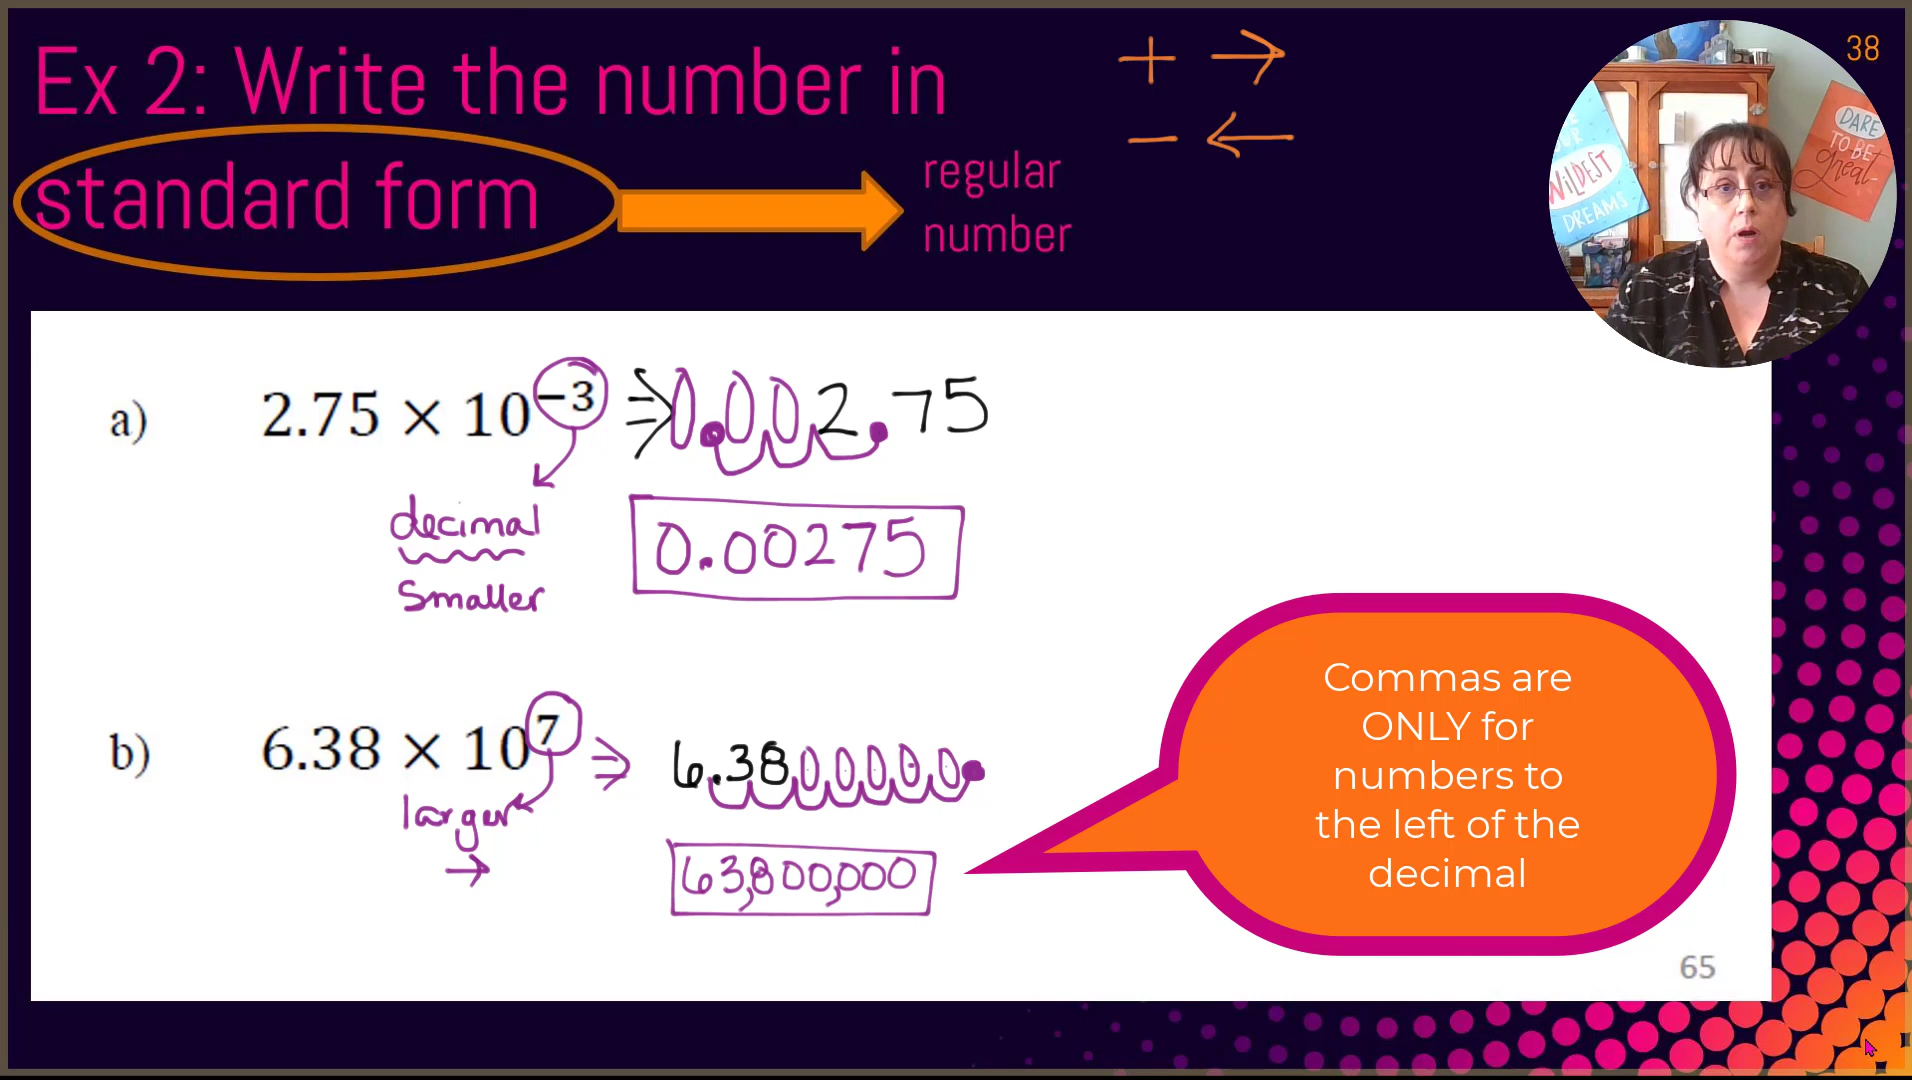 Ex 2: Write the number in
standard form
regular
number
+ →
- ←
38
WILDEST
DREAMS
DARE
TO BE
great
a) 2.75 × 10⁻³ ⇒ 0.002.75
decimal
smaller
0.00275
b) 6.38 × 10⁷ ⇒ 6.3800000.
larger
→
63,800,000
Commas are
ONLY for
numbers to
the left of the
decimal
65